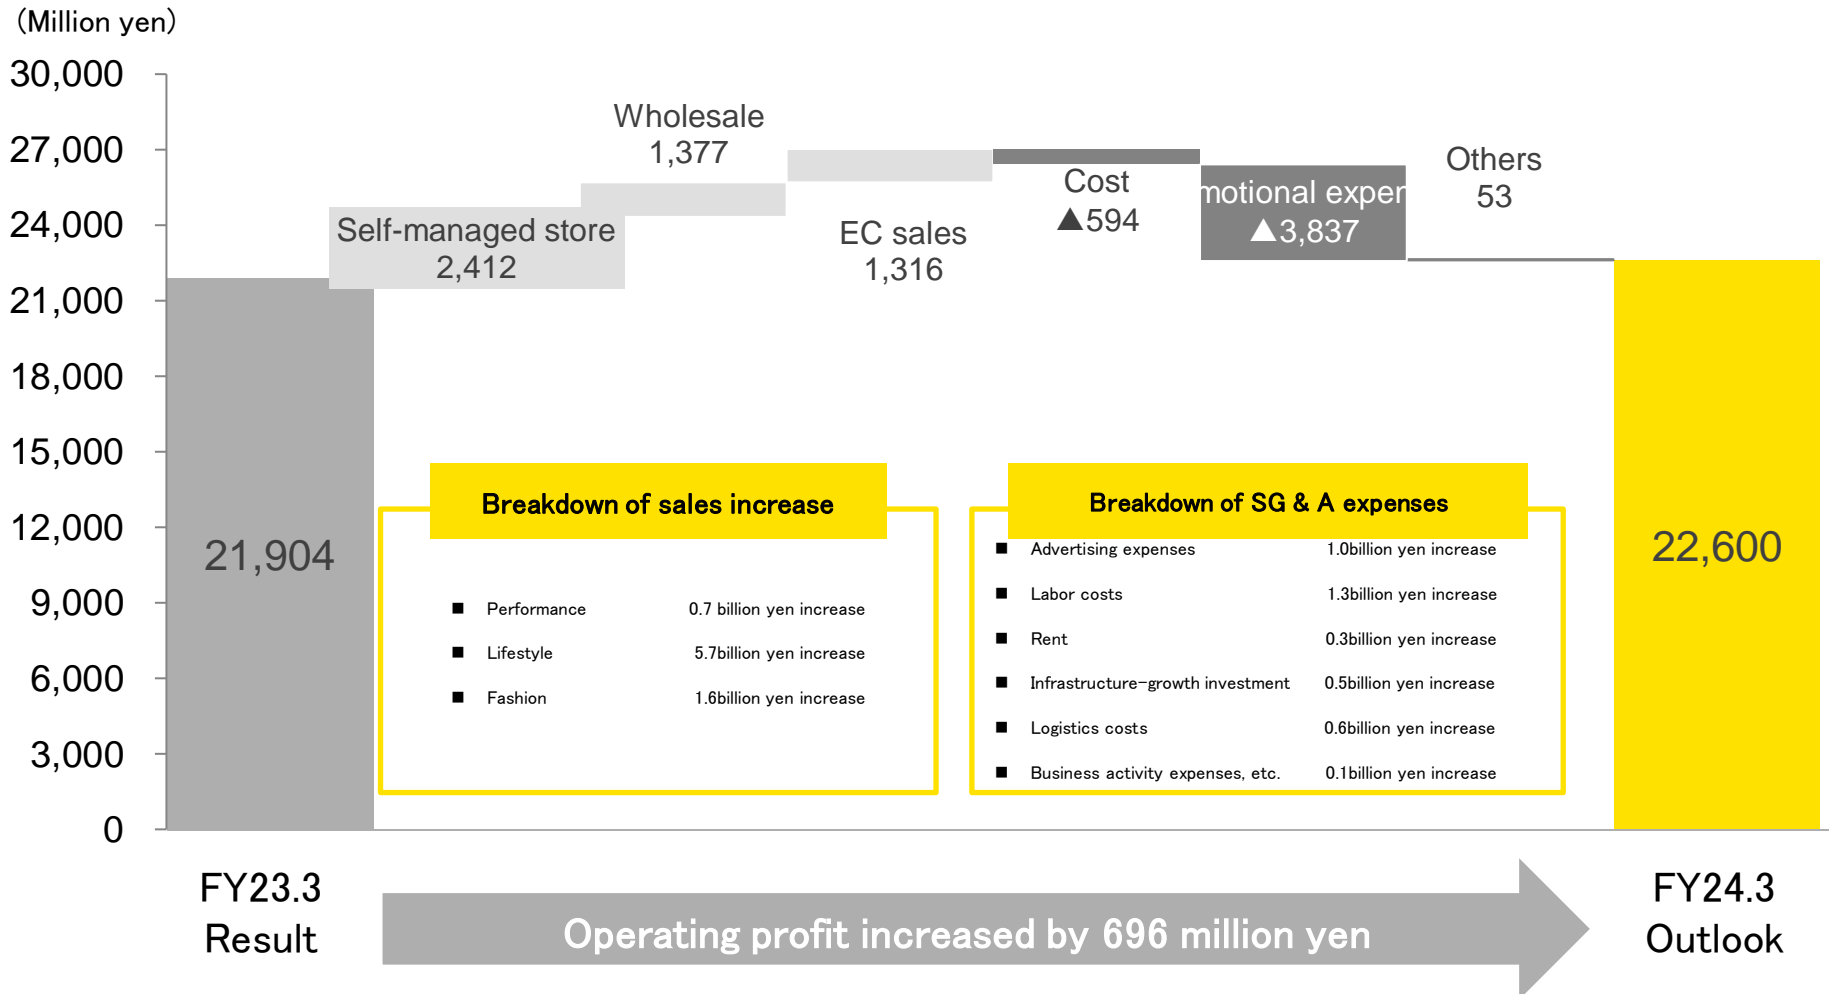 (Million yen)
30,000
27,000
24,000
21,000
18,000
15,000
12,000
9,000
6,000
3,000
0
21,904
Self-managed store
2,412
Wholesale
1,377
EC sales
1,316
Cost
▲594
motional exper
▲3,837
Others
53
22,600
Breakdown of sales increase
■ Performance 0.7 billion yen increase
■ Lifestyle 5.7billion yen increase
■ Fashion 1.6billion yen increase
Breakdown of SG & A expenses
■ Advertising expenses 1.0billion yen increase
■ Labor costs 1.3billion yen increase
■ Rent 0.3billion yen increase
■ Infrastructure-growth investment 0.5billion yen increase
■ Logistics costs 0.6billion yen increase
■ Business activity expenses, etc. 0.1billion yen increase
FY23.3
Result
Operating profit increased by 696 million yen
FY24.3
Outlook